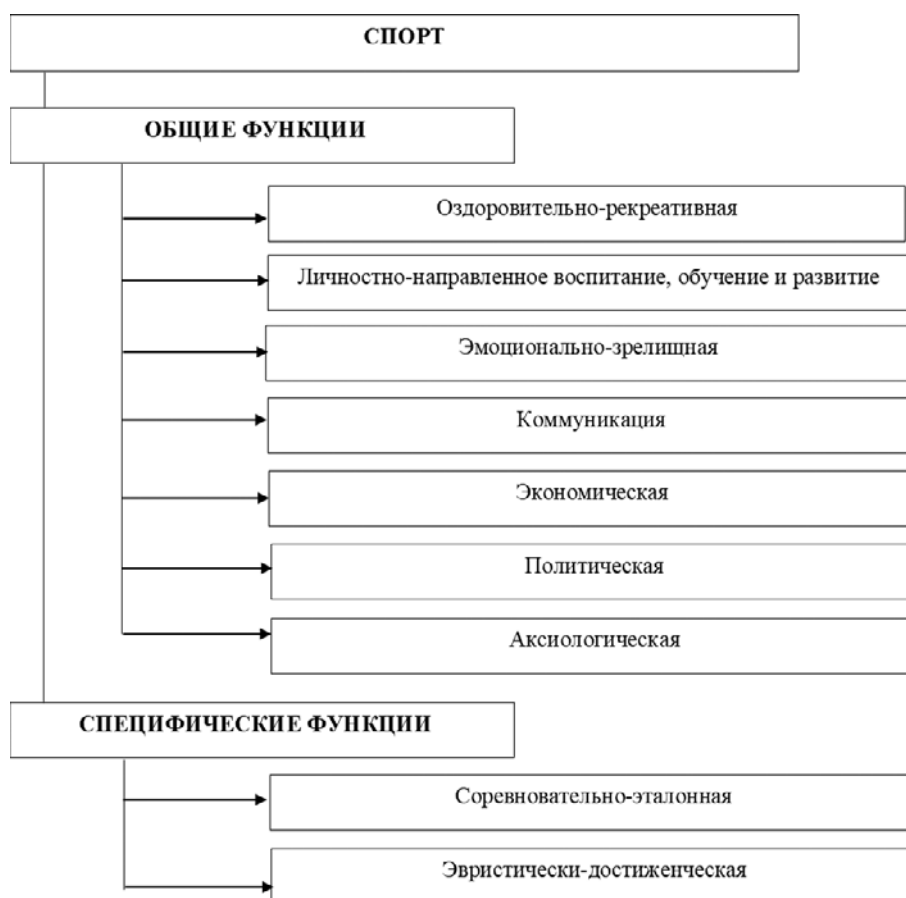 СПОРТ
ОБЩИЕ ФУНКЦИИ
Оздоровительно-рекреативная
Личностно-направленное воспитание, обучение и развитие
Эмоционально-зрелищная
Коммуникация
Экономическая
Политическая
Аксиологическая
СПЕЦИФИЧЕСКИЕ ФУНКЦИИ
Соревновательно-эталонная
Эвристически-достиженческая